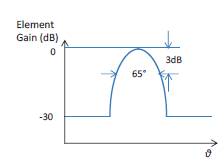 Element
Gain (dB)
0
3dB
65°
-30
ϑ